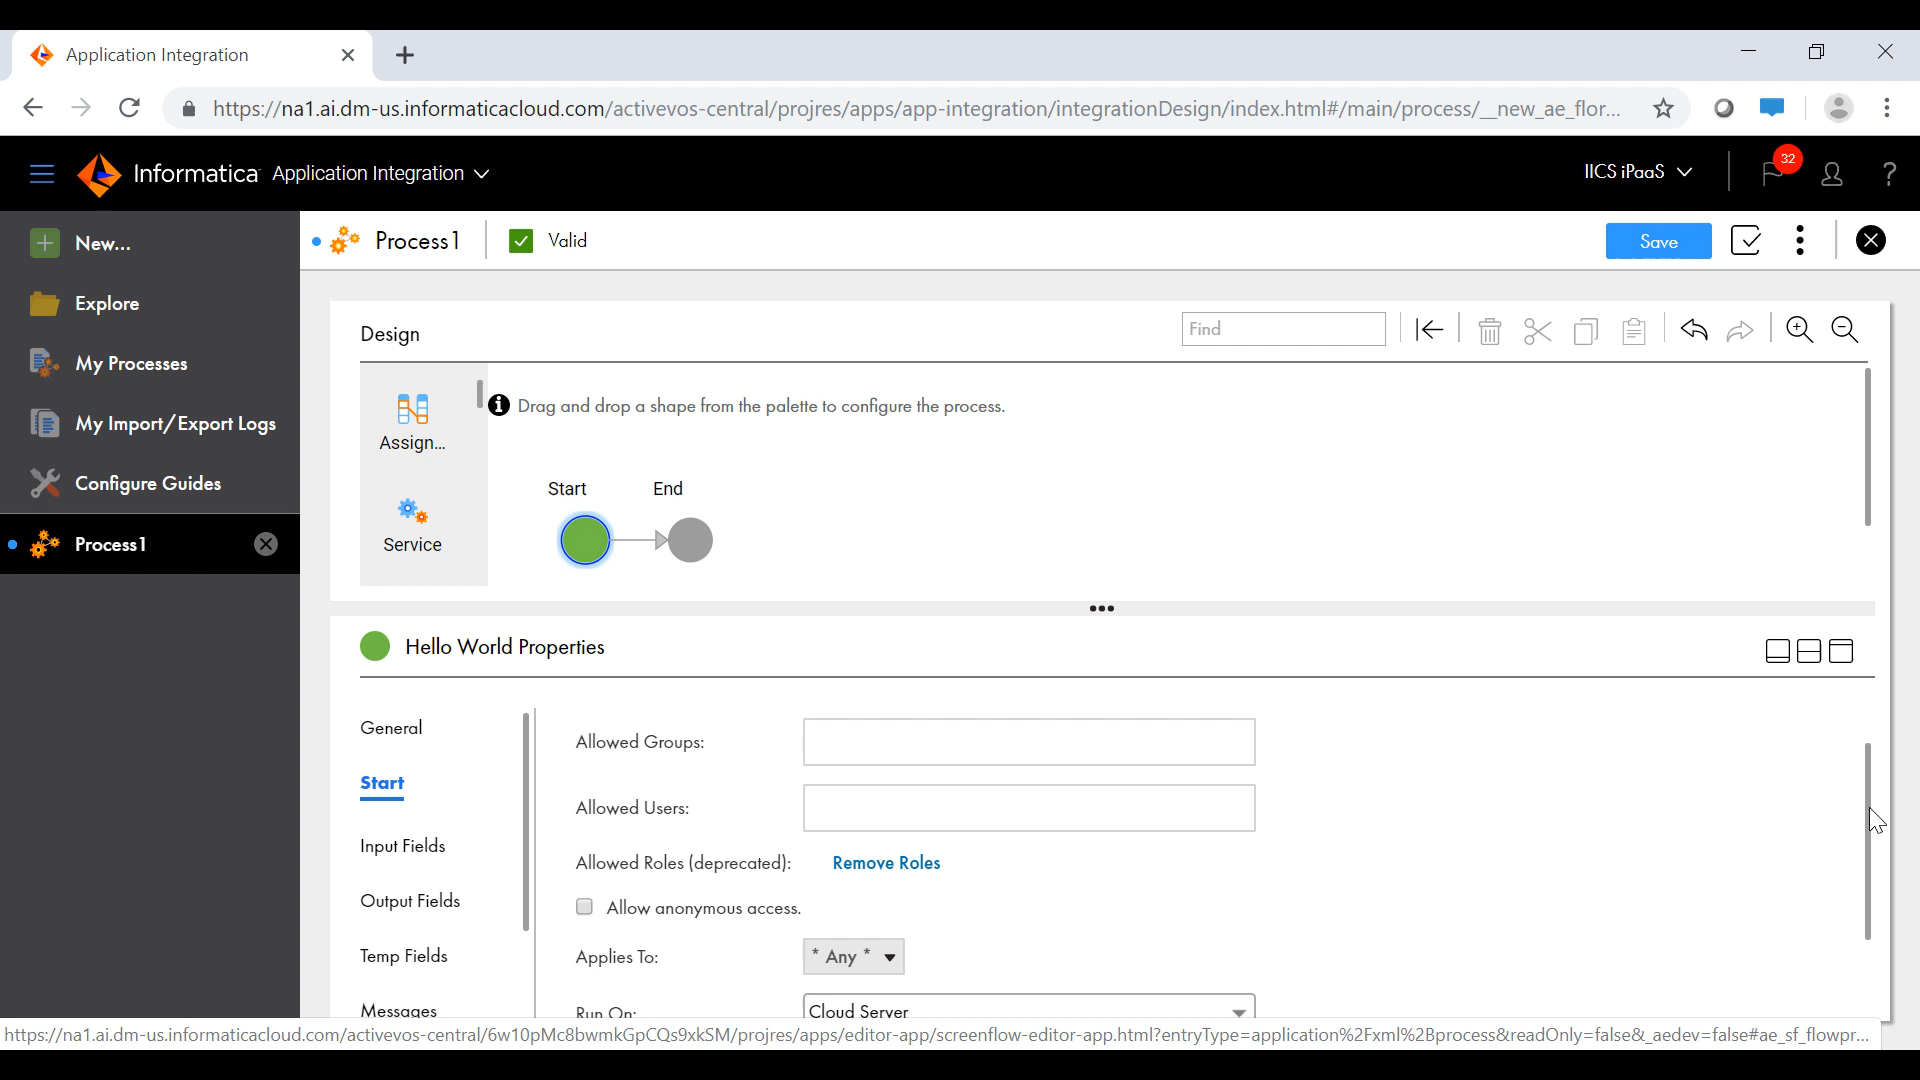 Application Integration
https://na1.ai.dm-us.informaticacloud.com/activevos-central/projres/apps/app-integration/integrationDesign/index.html#/main/process/__new_ae_flor...
Informatica Application Integration
IICS iPaaS
32
?
New...
Explore
My Processes
My Import/Export Logs
Configure Guides
Process1
Process1
Valid
Save
Design
Find
Assign...
Service
Drag and drop a shape from the palette to configure the process.
Start End
Hello World Properties
General
Start
Input Fields
Output Fields
Temp Fields
Messages
Allowed Groups:
Allowed Users:
Allowed Roles (deprecated): Remove Roles
Allow anonymous access.
Applies To: * Any *
Run On: Cloud Server
https://na1.ai.dm-us.informaticacloud.com/activevos-central/6w10pMc8bwmkGpCQs9xkSM/projres/apps/editor-app/screenflow-editor-app.html?entryType=application%2Fxml%2Bprocess&readOnly=false&_aedev=false#ae_sf_flowpr...